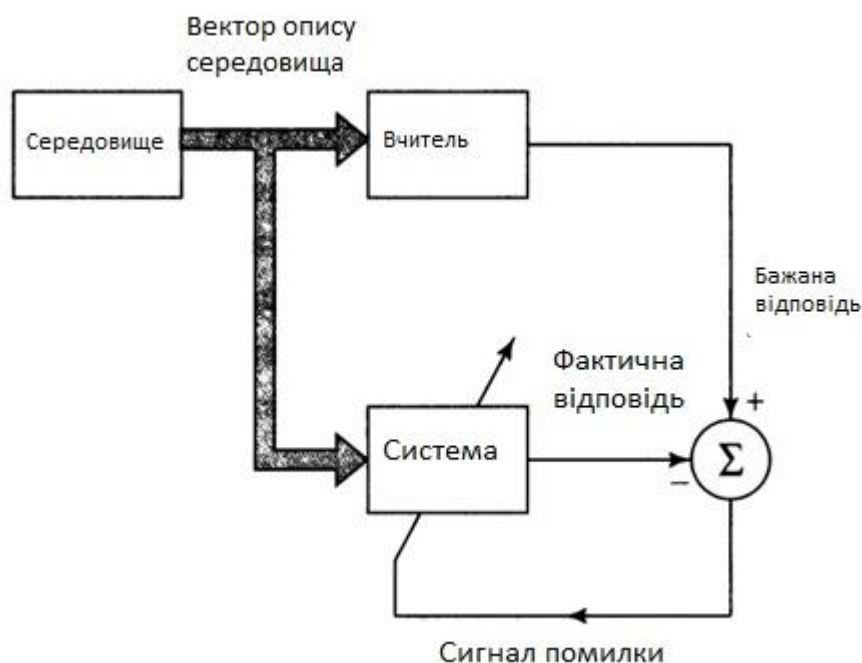 Вектор опису
середовища
Середовище
Вчитель
Бажана
відповідь
Фактична
відповідь
+
Система
Σ
−
Сигнал помилки